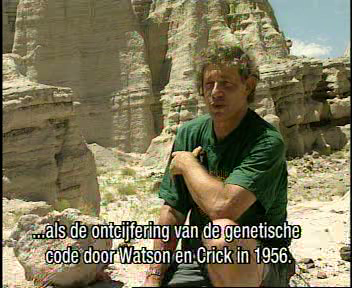 ...als de ontcijfering van de genetische
code door Watson en Crick in 1956.